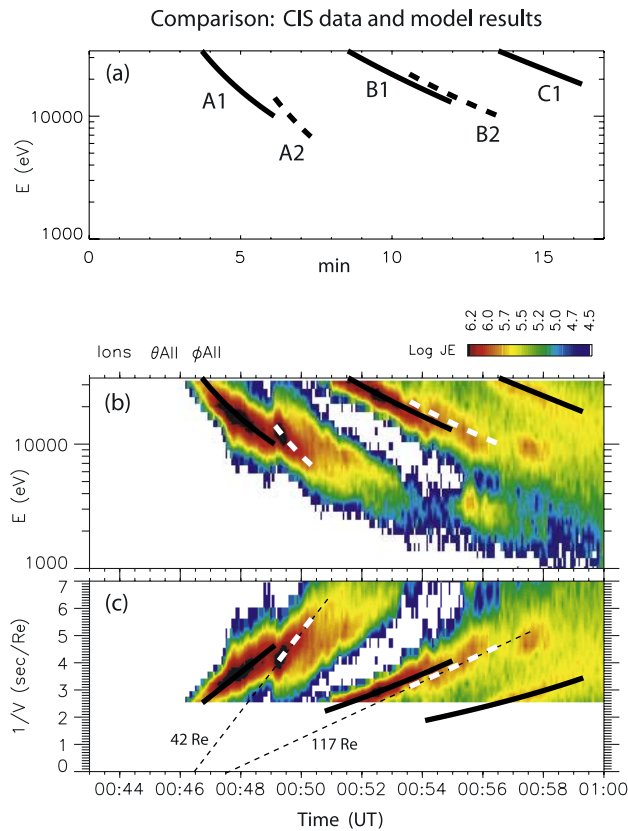 Comparison: CIS data and model results
(a)
A1
A2
B1
B2
C1
10000
1000
E (eV)
0
5
10
15
min
6.2
6.0
5.7
5.5
5.2
5.0
4.7
4.5
Ions θAll ϕAll
Log JE
(b)
10000
1000
E (eV)
(c)
7
6
5
4
3
2
1
0
1/V (sec/Re)
42 Re
117 Re
00:44 00:46 00:48 00:50 00:52 00:54 00:56 00:58 01:00
Time (UT)